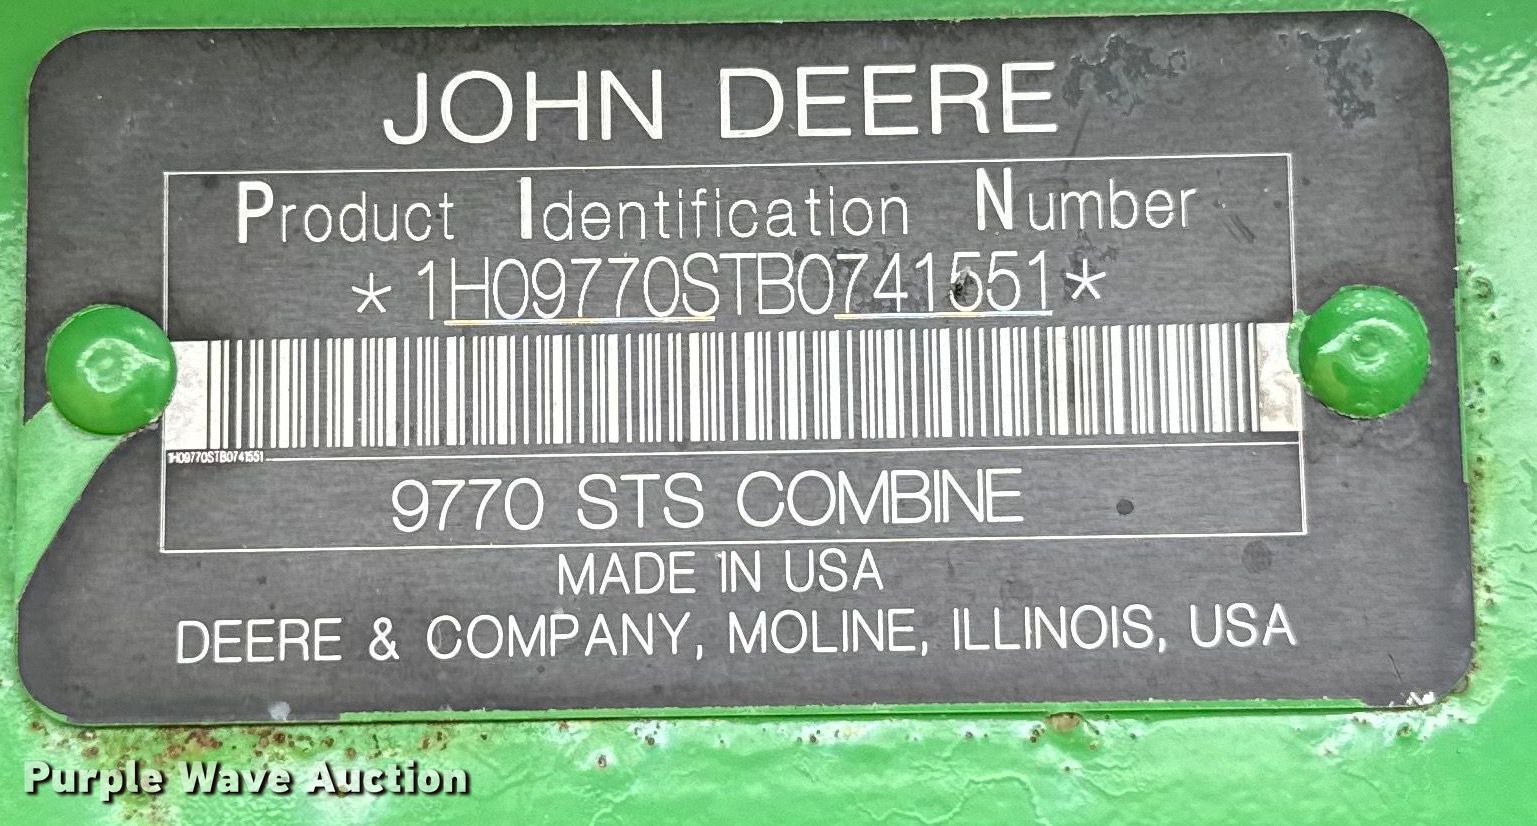 JOHN DEERE
Product Identification Number
*1H09770STB0741551*
1H09770STB0741551
9770 STS COMBINE
MADE IN USA
DEERE & COMPANY, MOLINE, ILLINOIS, USA
Purple Wave Auction